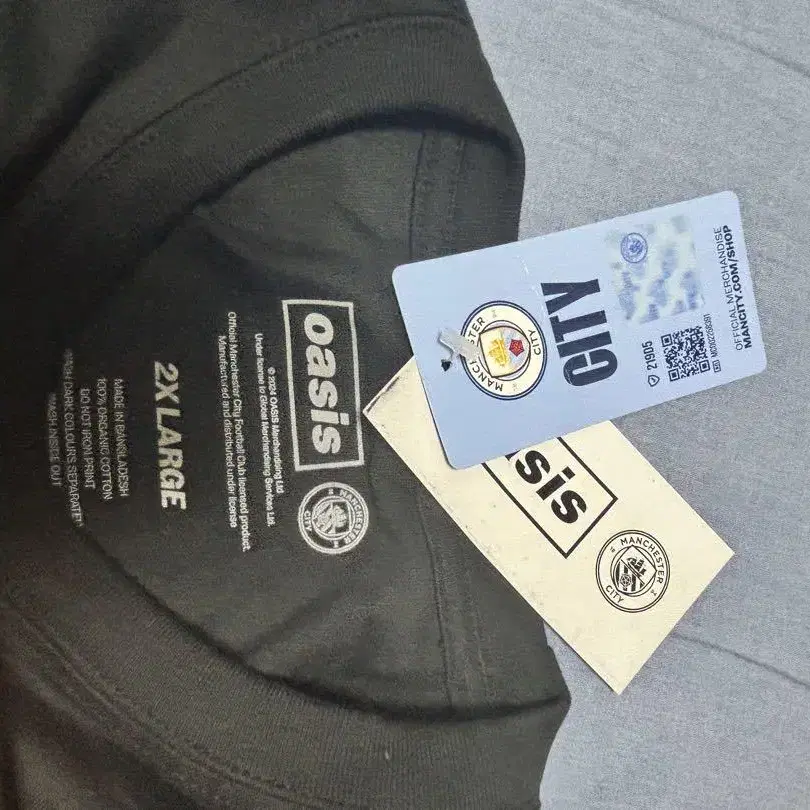 oasis
MANCHESTER CITY
© 2024 OASIS Merchandising Ltd.
Under license to Global Merchandising Services Ltd.
Official Manchester City Football Club licensed product.
Manufactured and distributed under license
2X LARGE
MADE IN BANGLADESH
100% ORGANIC COTTON
DO NOT IRON PRINT
WASH DARK COLOURS SEPARATELY
WASH INSIDE OUT
MANCHESTER CITY
CITY
21905
OFFICIAL MERCHANDISE
MANCITY.COM/SHOP
sis
MANCHESTER CITY